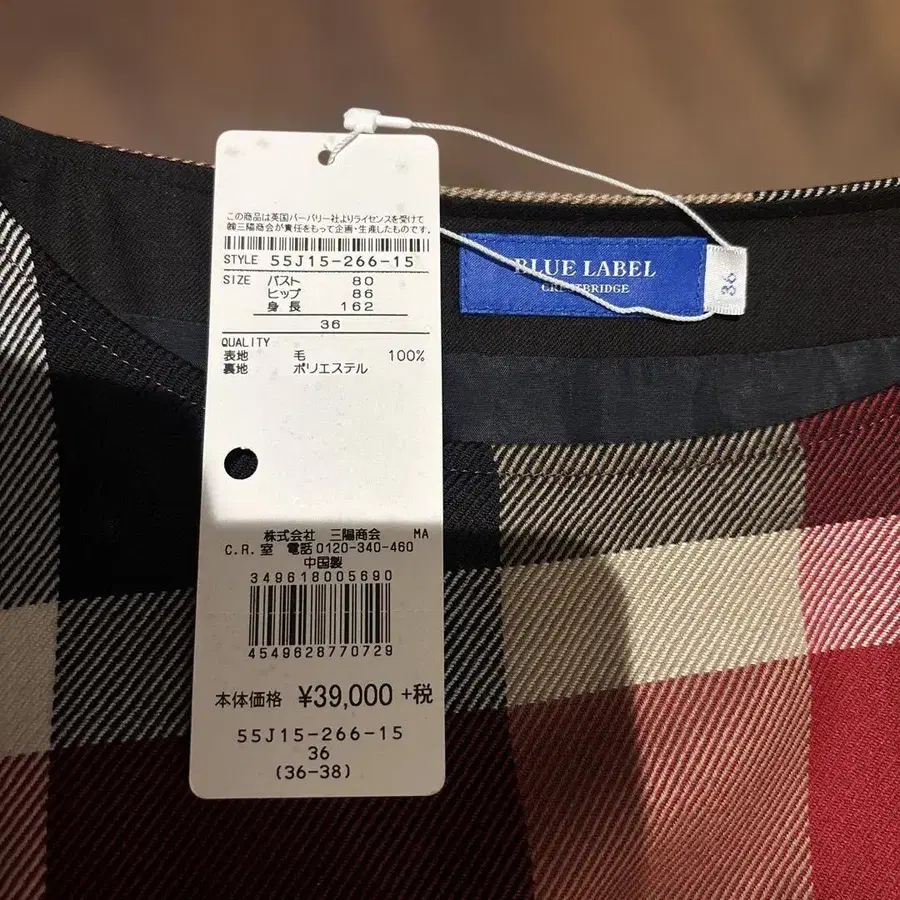 この商品は英国バーバリー社よりライセンスを受けて
㈱三陽商会が責任をもって企画・生産したものです。
STYLE 55J15-266-15
SIZE バスト 80
ヒップ 86
身長 162
36
QUALITY
表地 毛 100%
裏地 ポリエステル
株式会社 三陽商会 MA
C.R.室 電話0120-340-460
中国製
349618005690
4549628770729
本体価格 ¥39,000+税
55J15-266-15
36
(36-38)
BLUE LABEL
CRESTBRIDGE
36